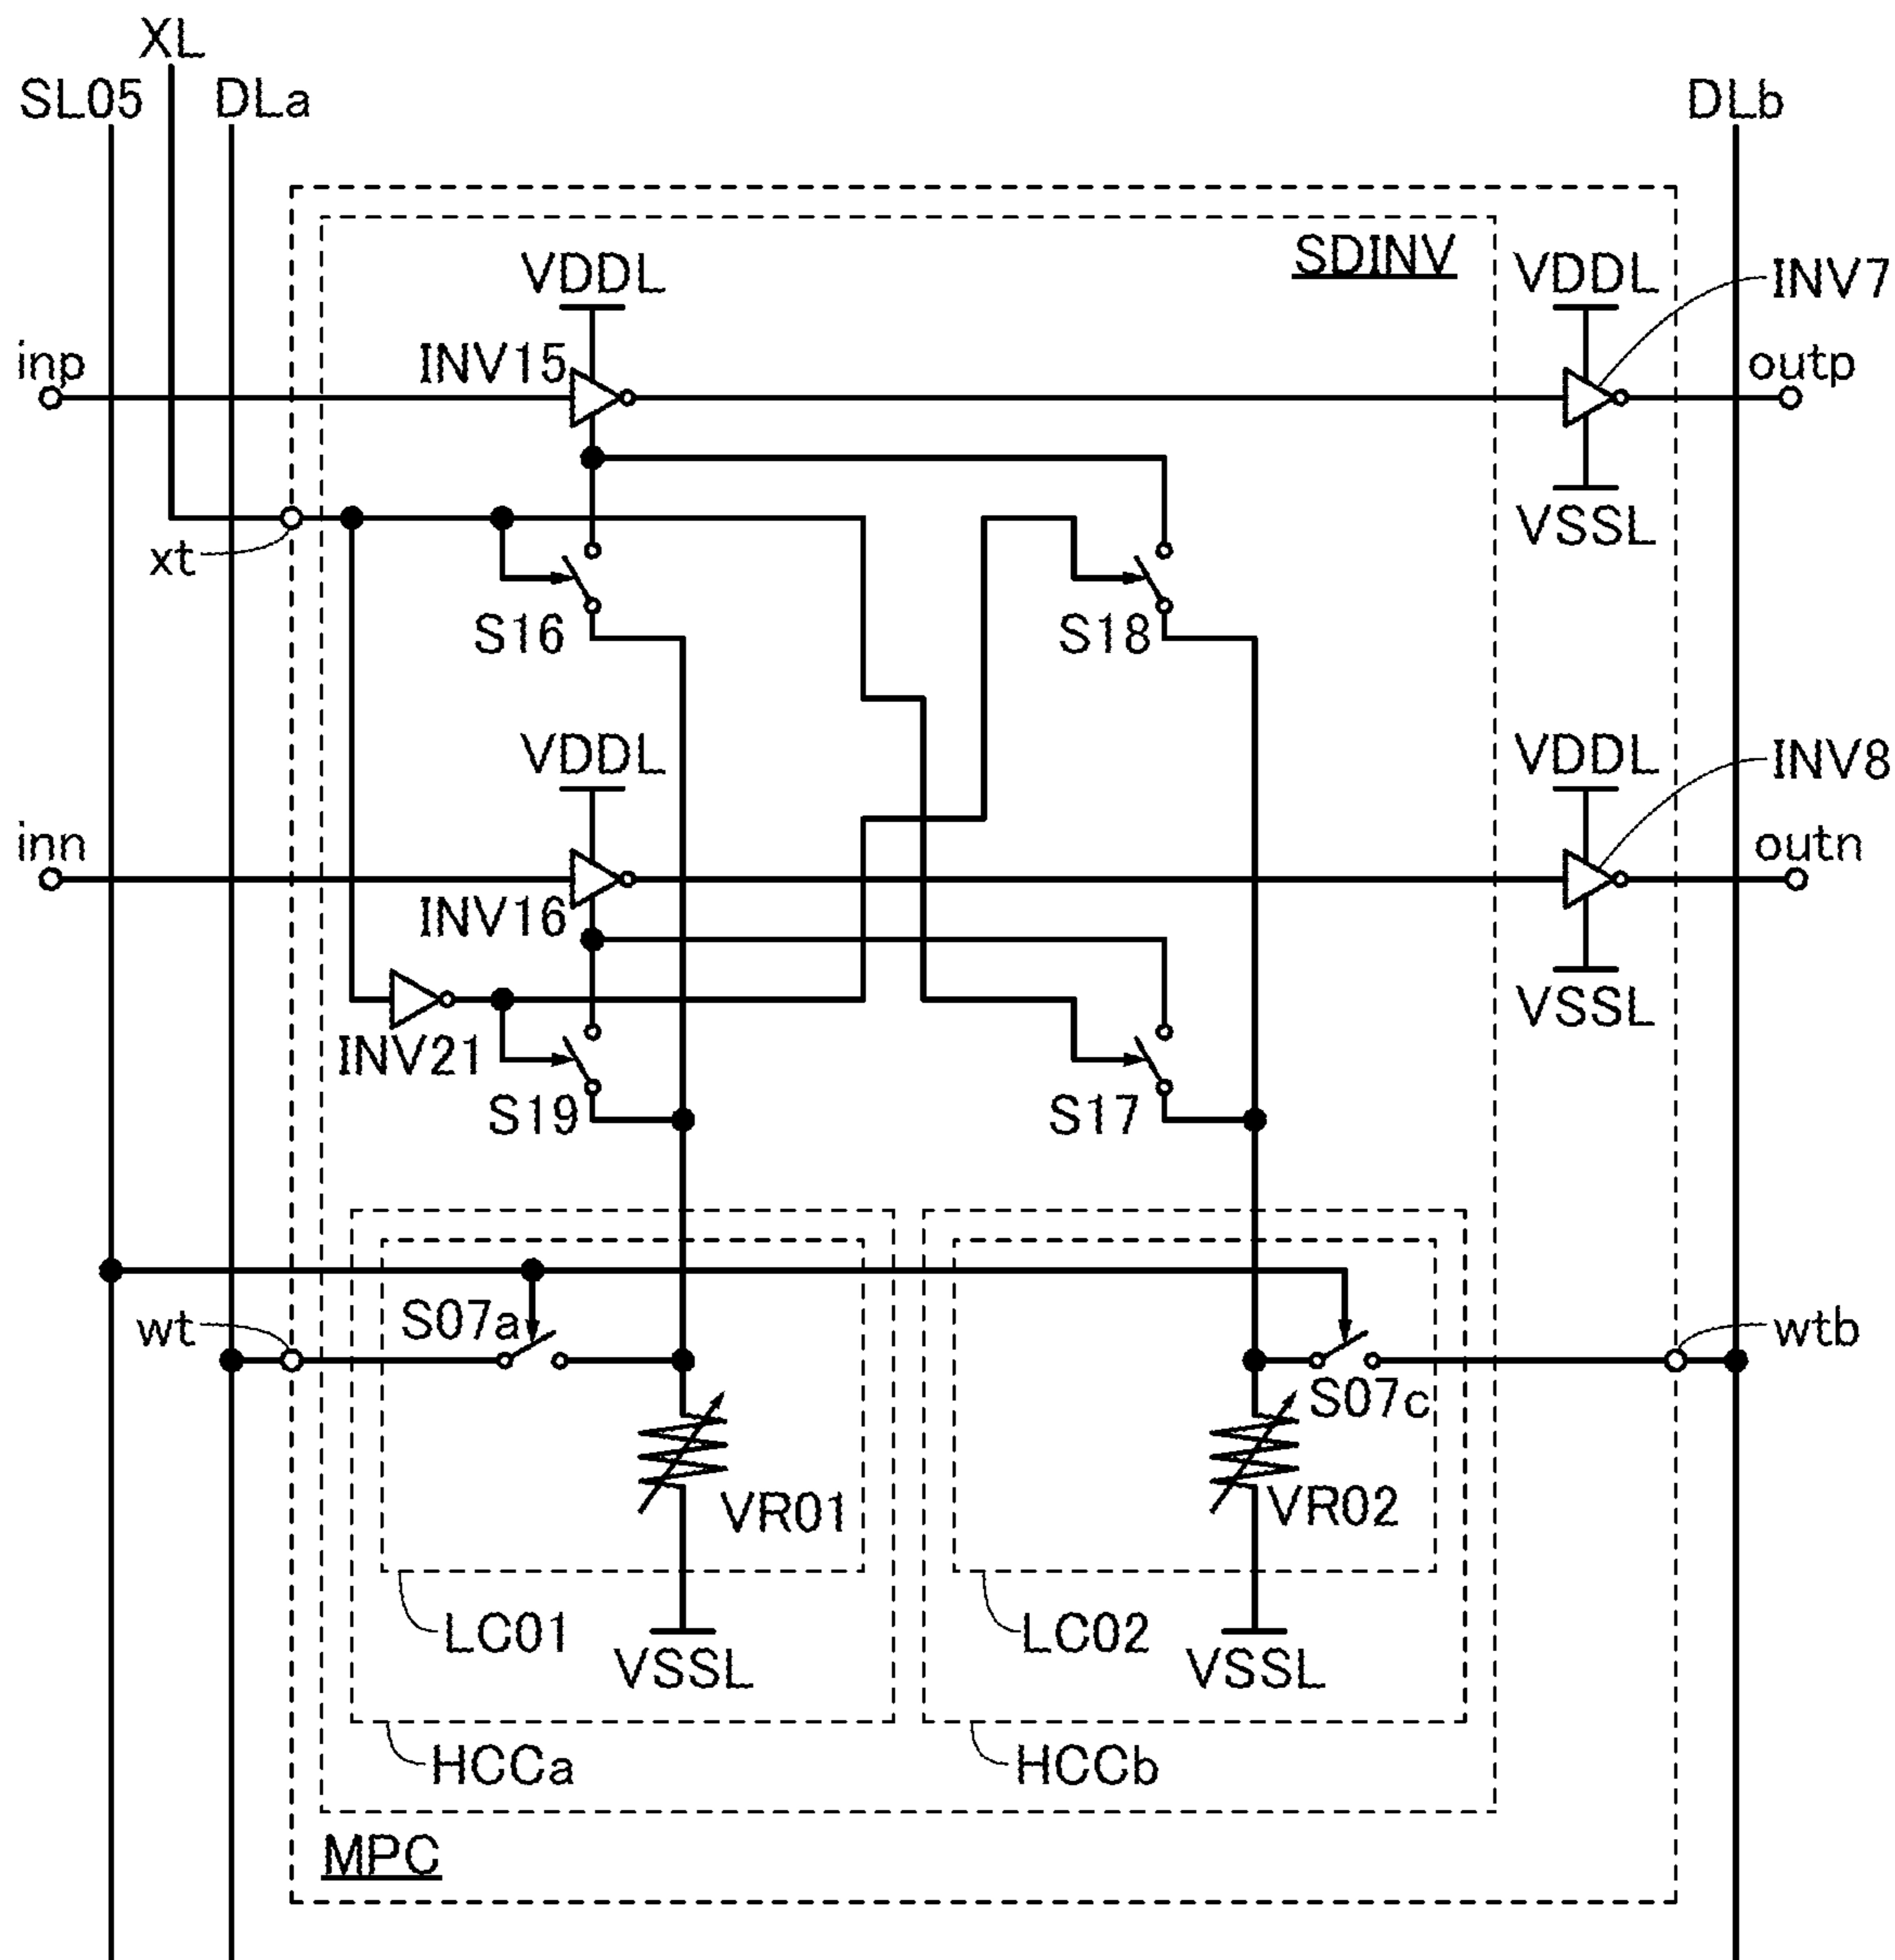 XL
SL05
DLa
DLb
SDINV
VDDL
VDDL
INV7
inp
INV15
outp
VSSL
xt
S16
S18
VDDL
VDDL
INV8
inn
outn
INV16
VSSL
INV21
S19
S17
wt
S07a
wtb
S07c
VR01
VR02
LC01
LC02
VSSL
VSSL
HCCa
HCCb
MPC